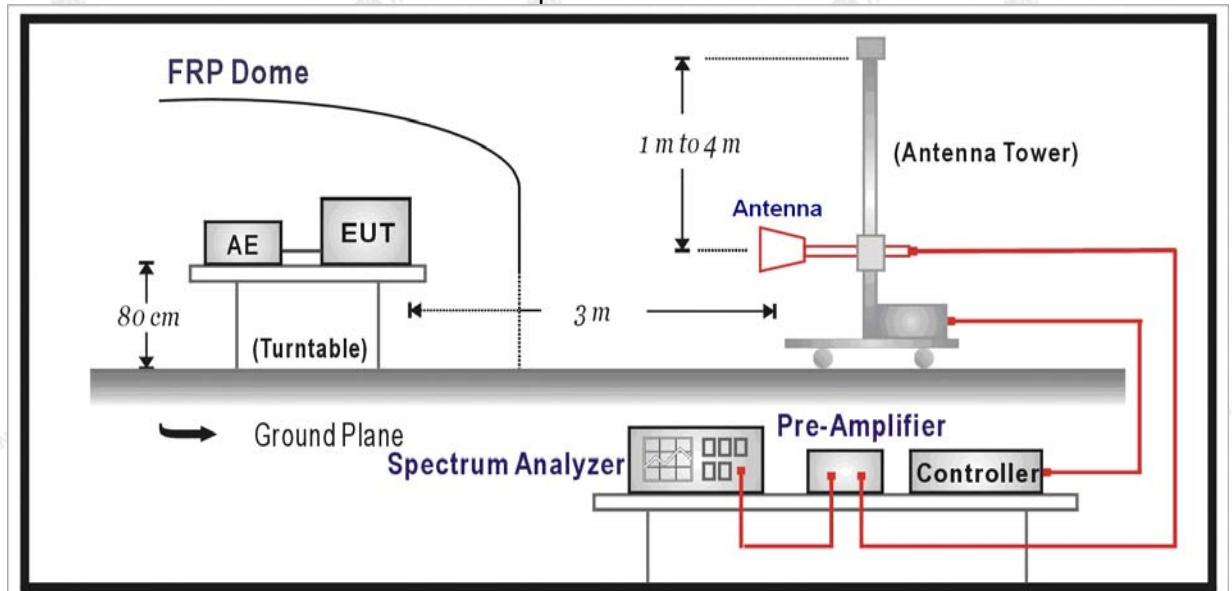 FRP Dome
1 m to 4 m
(Antenna Tower)
Antenna
AE
EUT
80 cm
3 m
(Turntable)
Ground Plane
Pre-Amplifier
Spectrum Analyzer
Controller